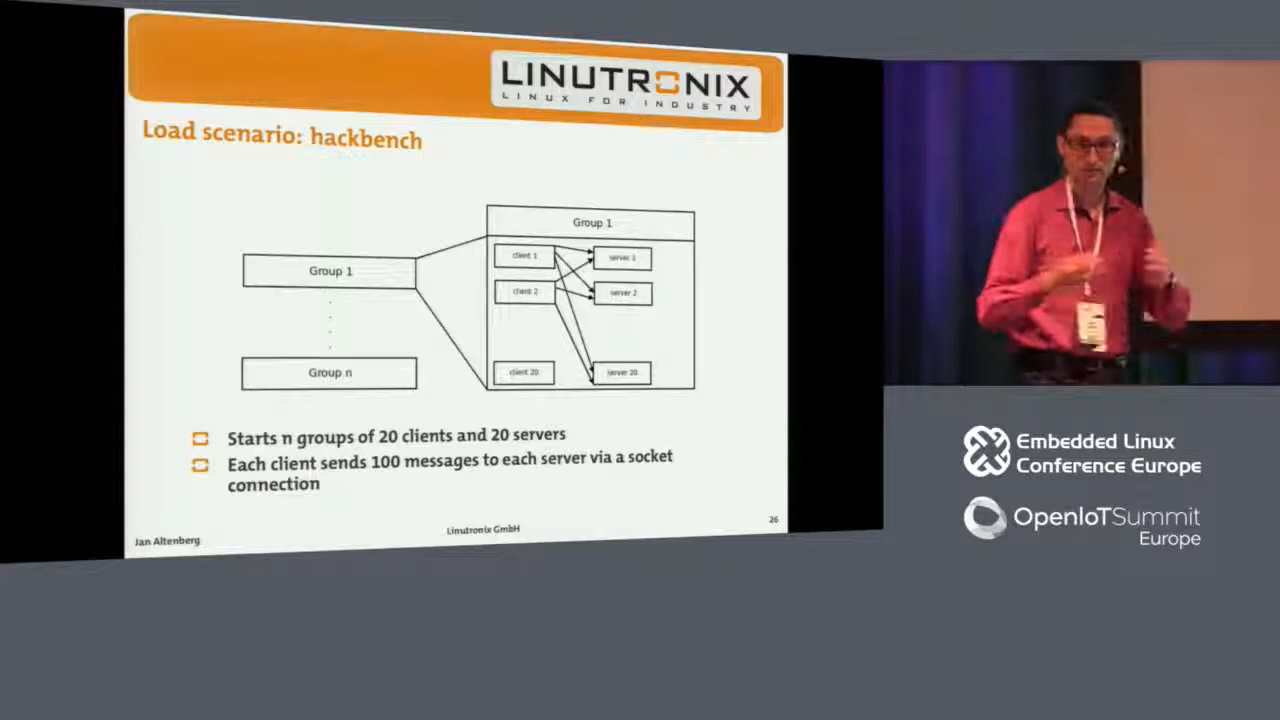 LINUTRONIX
LINUX FOR INDUSTRY
Load scenario: hackbench
Group 1
Group n
Group 1
client 1
server 1
client 2
server 2
client 20
server 20
Starts n groups of 20 clients and 20 servers
Each client sends 100 messages to each server via a socket
connection
Jan Altenberg
Linutronix GmbH
26
Embedded Linux
Conference Europe
OpenIoTSummit
Europe